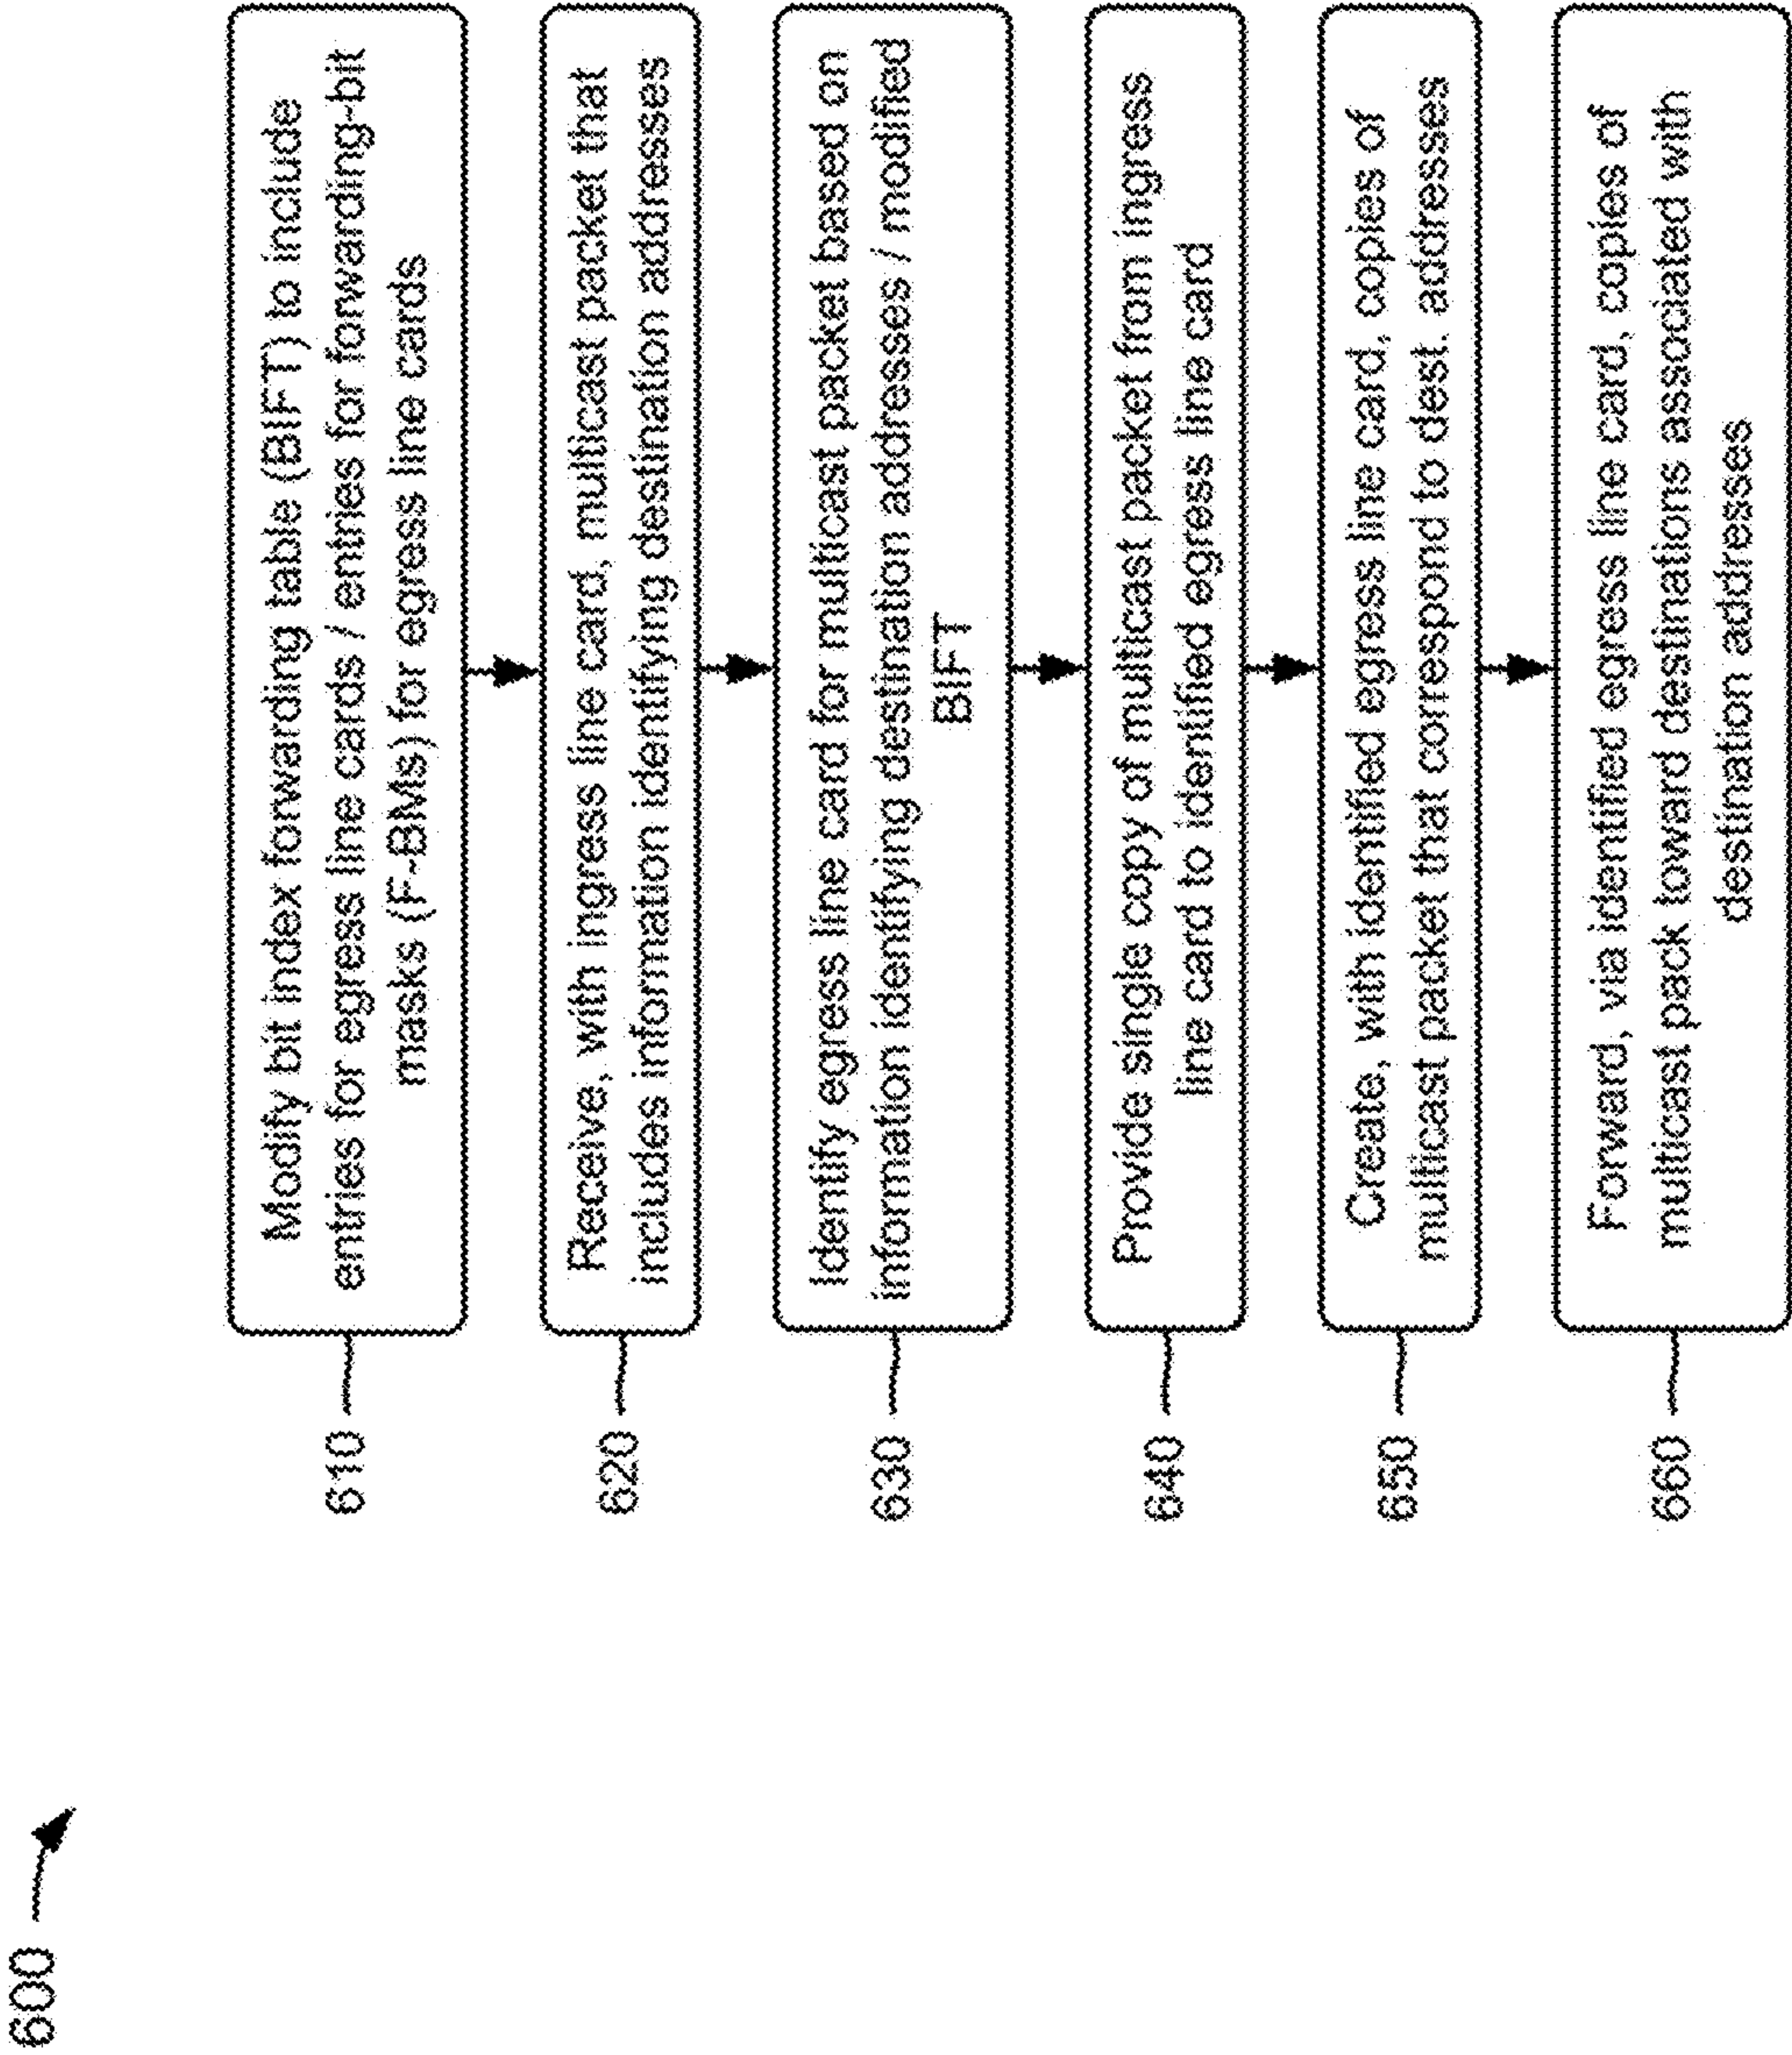 600
610
Modify bit index forwarding table (BIFT) to include
entries for egress line cards / entries for forwarding-bit
masks (F-BMs) for egress line cards
620
Receive, with ingress line card, multicast packet that
includes information identifying destination addresses
630
Identify egress line card for multicast packet based on
information identifying destination addresses / modified
BIFT
640
Provide single copy of multicast packet from ingress
line card to identified egress line card
650
Create, with identified egress line card, copies of
multicast packet that correspond to dest. addresses
660
Forward, via identified egress line card, copies of
multicast pack toward destinations associated with
destination addresses